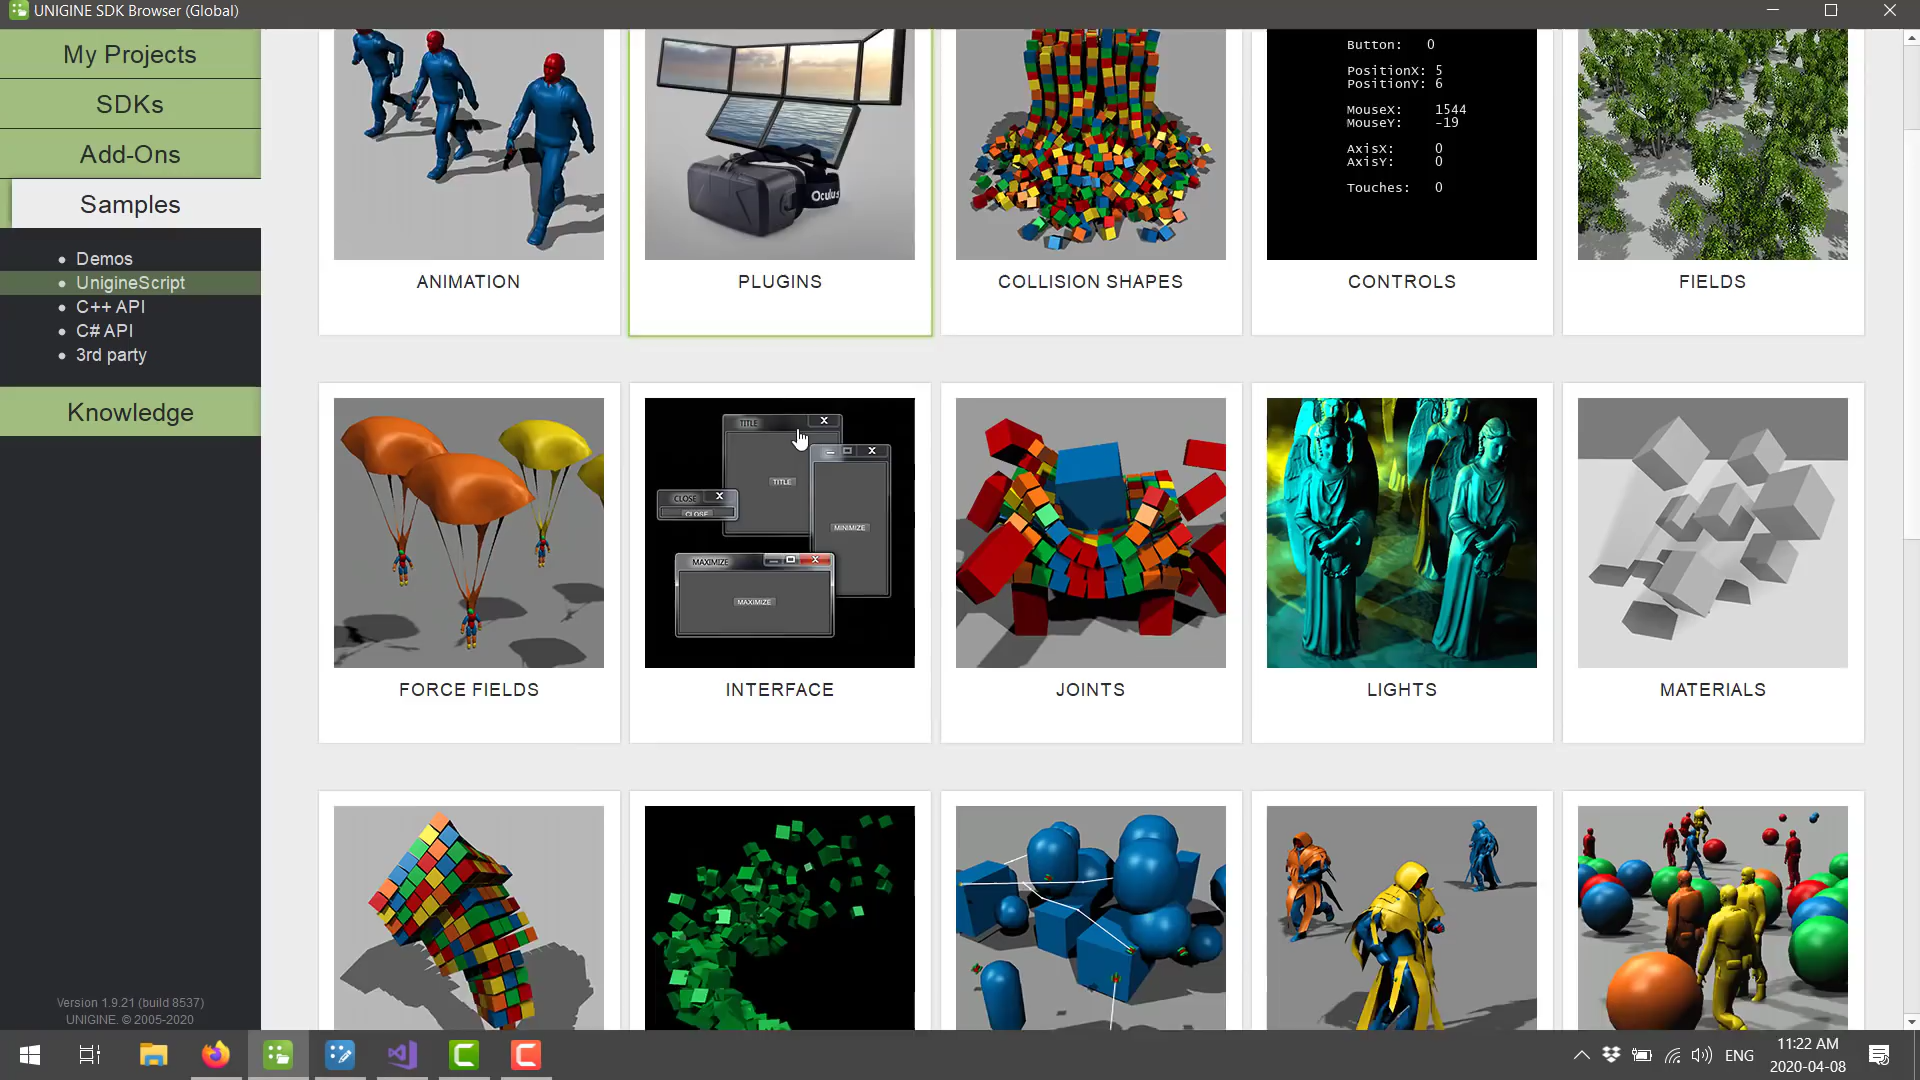 UNIGINE SDK Browser (Global)
My Projects
SDKs
Add-Ons
Samples
Demos
UnigineScript
C++ API
C# API
3rd party
Knowledge
Oculus
Button: 0
PositionX: 5
PositionY: 6
MouseX: 1544
MouseY: -19
AxisX: 0
AxisY: 0
Touches: 0
ANIMATION
PLUGINS
COLLISION SHAPES
CONTROLS
FIELDS
TITLE
X
X
TITLE
CLOSE X
CLOSE
MINIMIZE
MAXIMIZE
X
MAXIMIZE
FORCE FIELDS
INTERFACE
JOINTS
LIGHTS
MATERIALS
Version 1.9.21 (build 8537)
UNIGINE. © 2005-2020
ENG
11:22 AM
2020-04-08